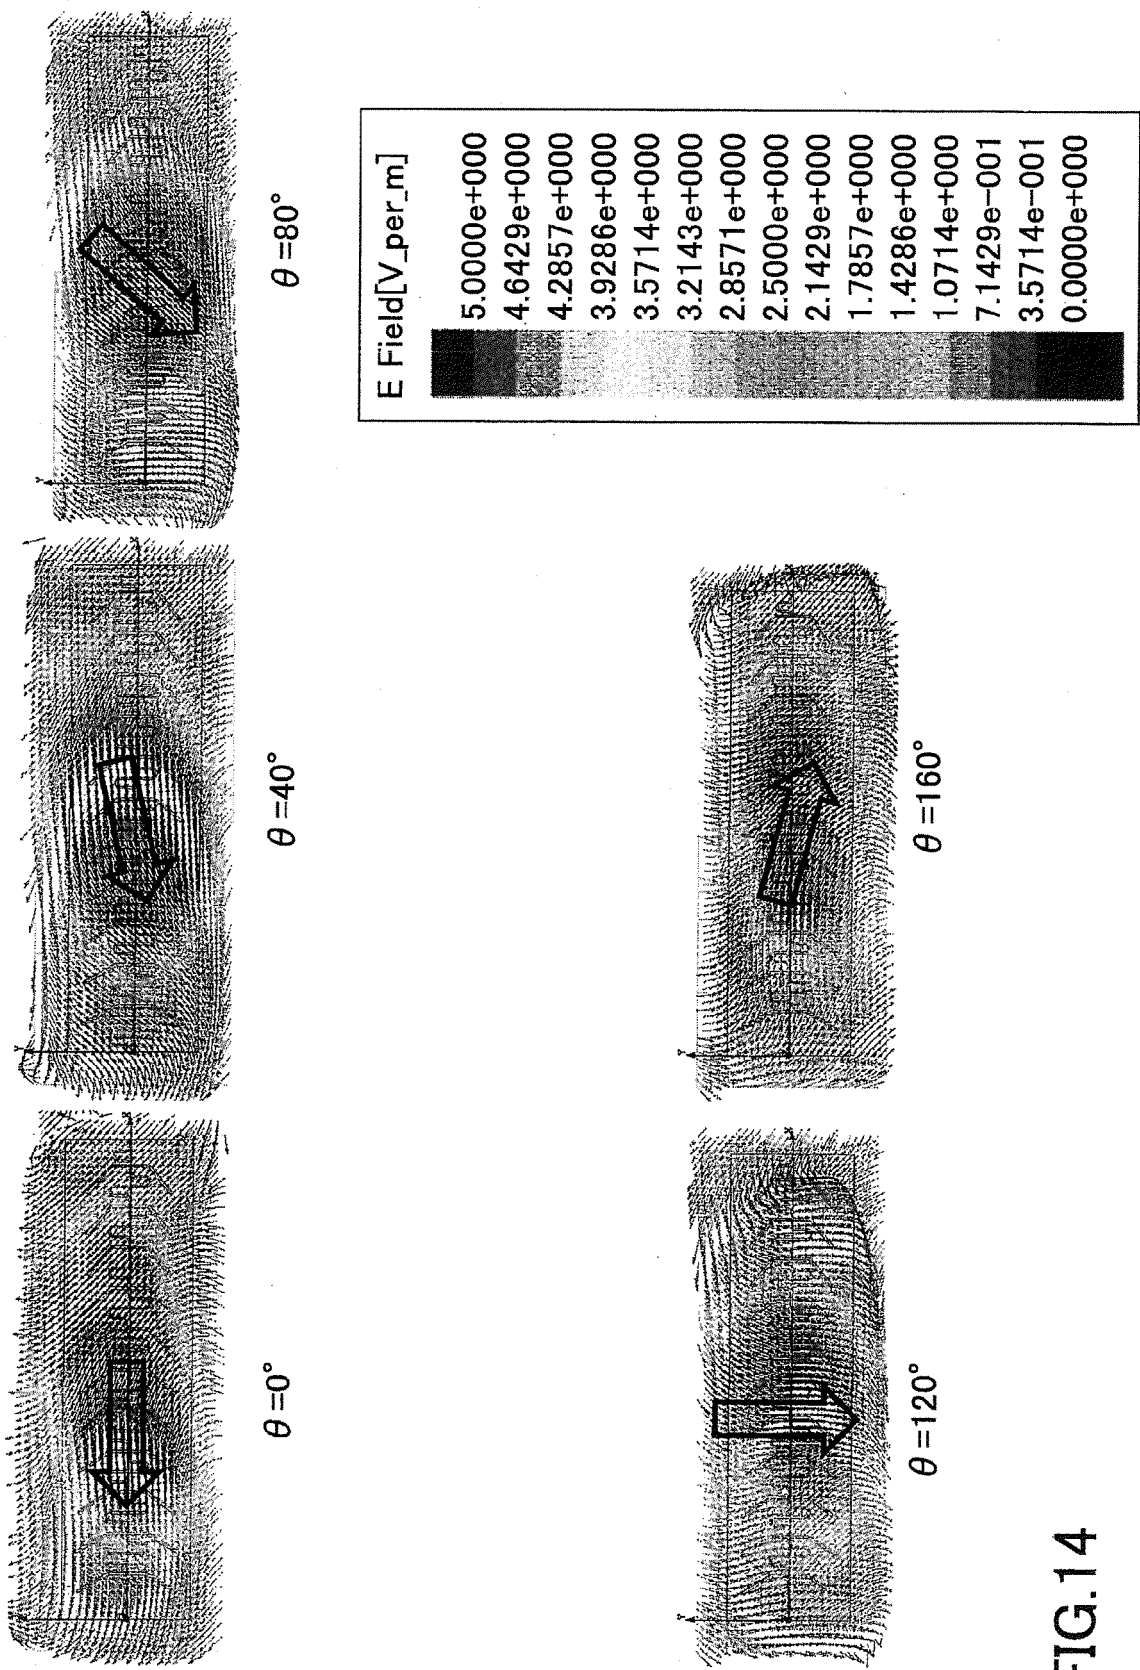 θ=0°
θ=40°
θ=80°
θ=120°
θ=160°
E Field[V_per_m]
5.0000e+000
4.6429e+000
4.2857e+000
3.9286e+000
3.5714e+000
3.2143e+000
2.8571e+000
2.5000e+000
2.1429e+000
1.7857e+000
1.4286e+000
1.0714e+000
7.1429e-001
3.5714e-001
0.0000e+000
FIG.14